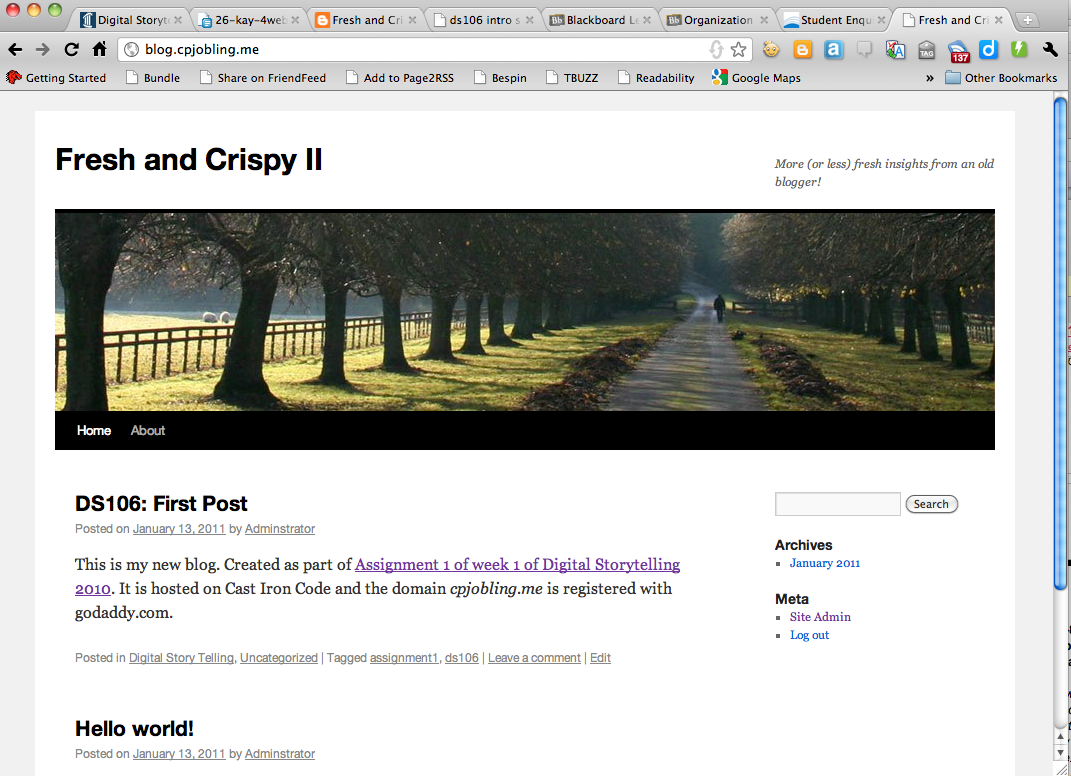 Digital Storyt
26-kay-4web
Fresh and Cri
ds106 intro s
Blackboard Le
Organization
Student Enqu
Fresh and Cri
blog.cpjobling.me
TAG
137
Getting Started
Bundle
Share on FriendFeed
Add to Page2RSS
Bespin
TBUZZ
Readability
Google Maps
»
Other Bookmarks
Fresh and Crispy II
More (or less) fresh insights from an old
blogger!
Home
About
DS106: First Post
Posted on January 13, 2011 by Adminstrator
This is my new blog. Created as part of Assignment 1 of week 1 of Digital Storytelling
2010. It is hosted on Cast Iron Code and the domain cpjobling.me is registered with
godaddy.com.
Posted in Digital Story Telling, Uncategorized | Tagged assignment1, ds106 | Leave a comment | Edit
Search
Archives
January 2011
Meta
Site Admin
Log out
Hello world!
Posted on January 13, 2011 by Adminstrator